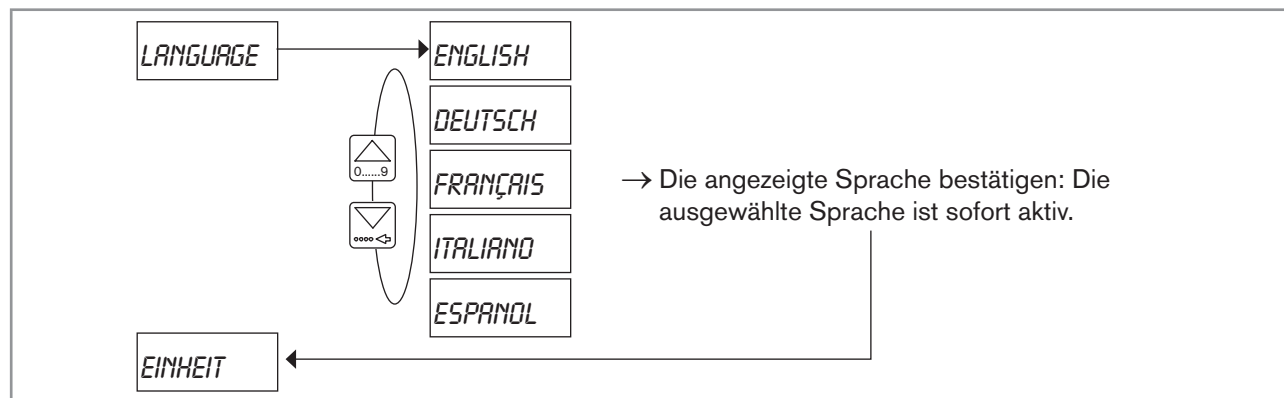 LANGUAGE
ENGLISH
DEUTSCH
0......9
FRANÇAIS
→ Die angezeigte Sprache bestätigen: Die
ausgewählte Sprache ist sofort aktiv.
ITALIANO
ESPANOL
EINHEIT